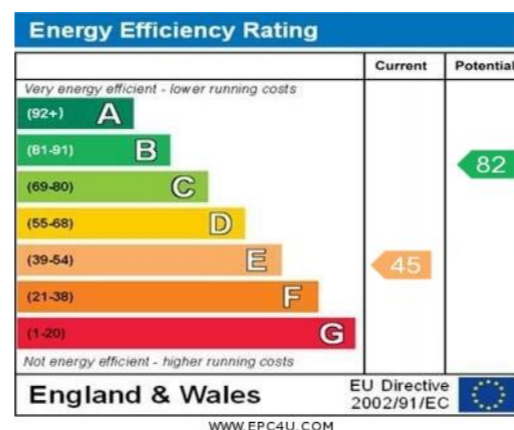 Energy Efficiency Rating
Current Potential
Very energy efficient - lower running costs
(92+) A
(81-91) B
82
(69-80) C
(55-68) D
(39-54) E
45
(21-38) F
(1-20) G
Not energy efficient - higher running costs
England & Wales
EU Directive
2002/91/EC
WWW.EPC4U.COM